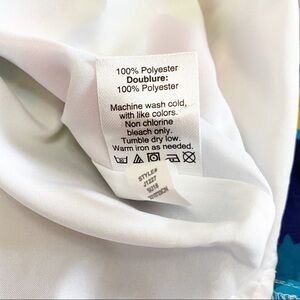 100% Polyester
Doublure:
100% Polyester
Machine wash cold,
with like colors.
Non chlorine
bleach only.
Tumble dry low.
Warm iron as needed.
STYLE#